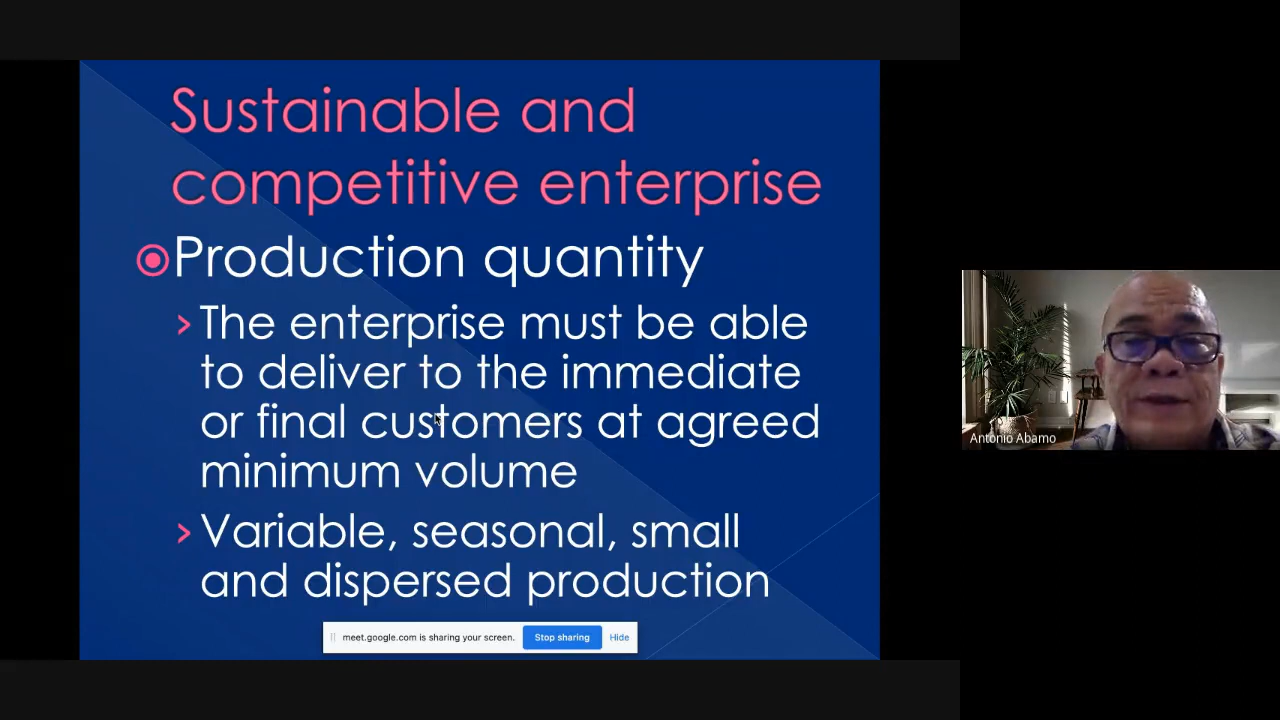 Sustainable and
competitive enterprise
Production quantity
The enterprise must be able
to deliver to the immediate
or final customers at agreed
minimum volume
Variable, seasonal, small
and dispersed production
meet.google.com is sharing your screen. Stop sharing Hide
Antonio Abamo